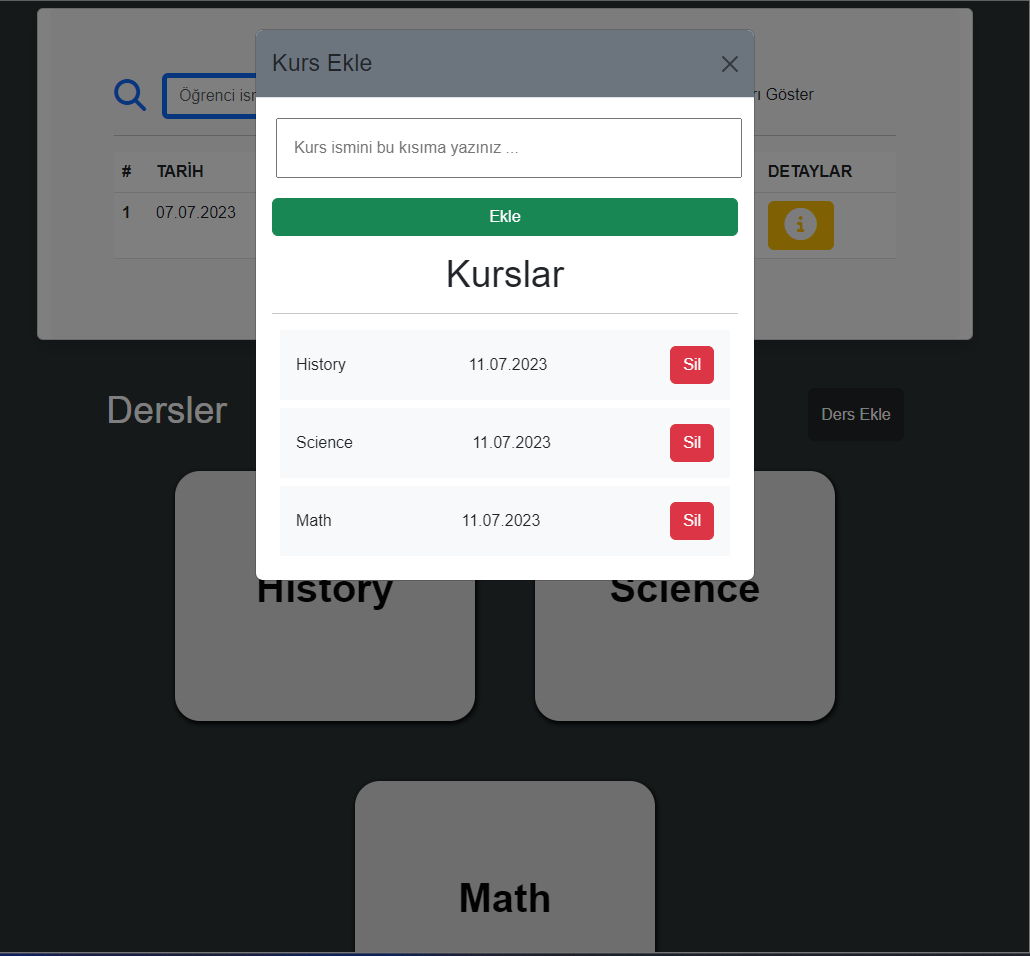 Kurs Ekle
Öğrenci
Göster
Kurs ismini bu kısıma yazınız ...
# TARİH DETAYLAR
1 07.07.2023
Ekle
Kurslar
History 11.07.2023 Sil
Dersler
Ders Ekle
Science 11.07.2023 Sil
Math 11.07.2023 Sil
History
Science
Math